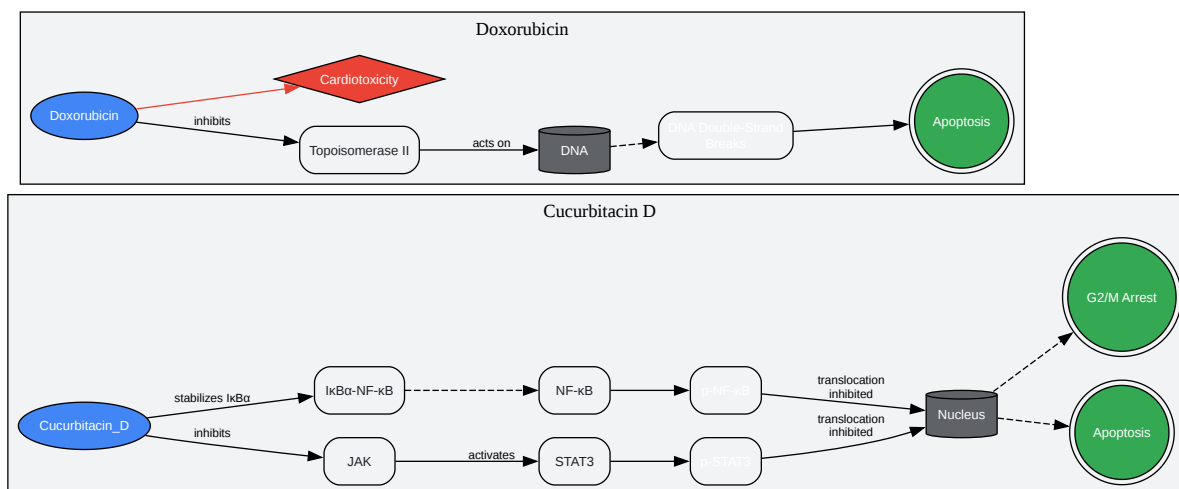 Doxorubicin
Cardiotoxicity
Doxorubicin
inhibits
Topoisomerase II
acts on
DNA
DNA Double-Strand
Breaks
Apoptosis
Cucurbitacin D
G2/M Arrest
stabilizes IκBα
IκBα-NF-κB
NF-κB
p-NF-κB
translocation
inhibited
Nucleus
Cucurbitacin_D
inhibits
JAK
activates
STAT3
p-STAT3
translocation
inhibited
Apoptosis